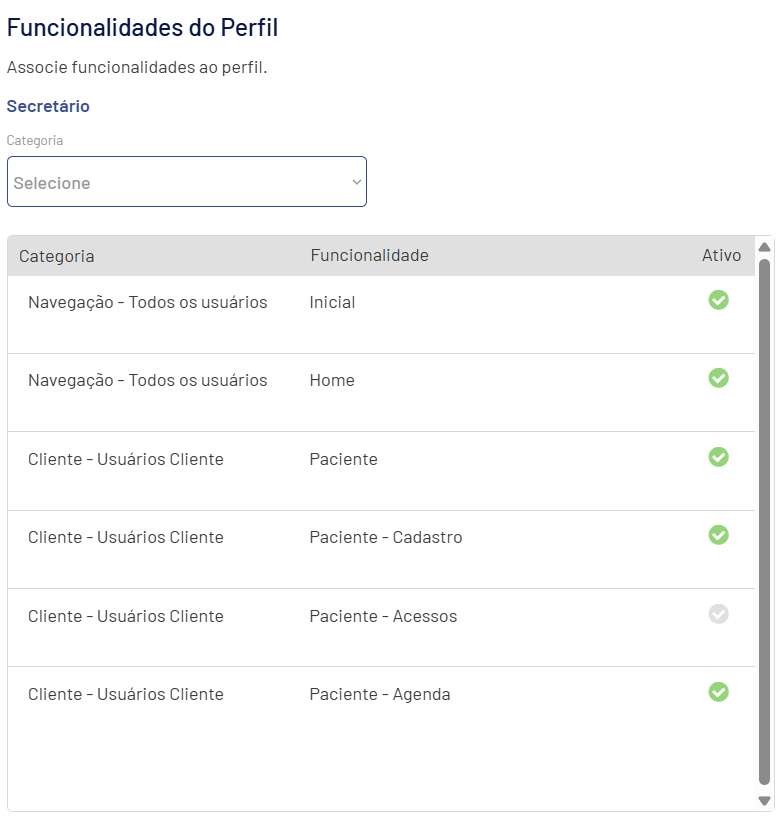 Funcionalidades do Perfil
Associe funcionalidades ao perfil.
Secretário
Categoria
Selecione
Categoria Funcionalidade Ativo
Navegação - Todos os usuários Inicial
Navegação - Todos os usuários Home
Cliente - Usuários Cliente Paciente
Cliente - Usuários Cliente Paciente - Cadastro
Cliente - Usuários Cliente Paciente - Acessos
Cliente - Usuários Cliente Paciente - Agenda